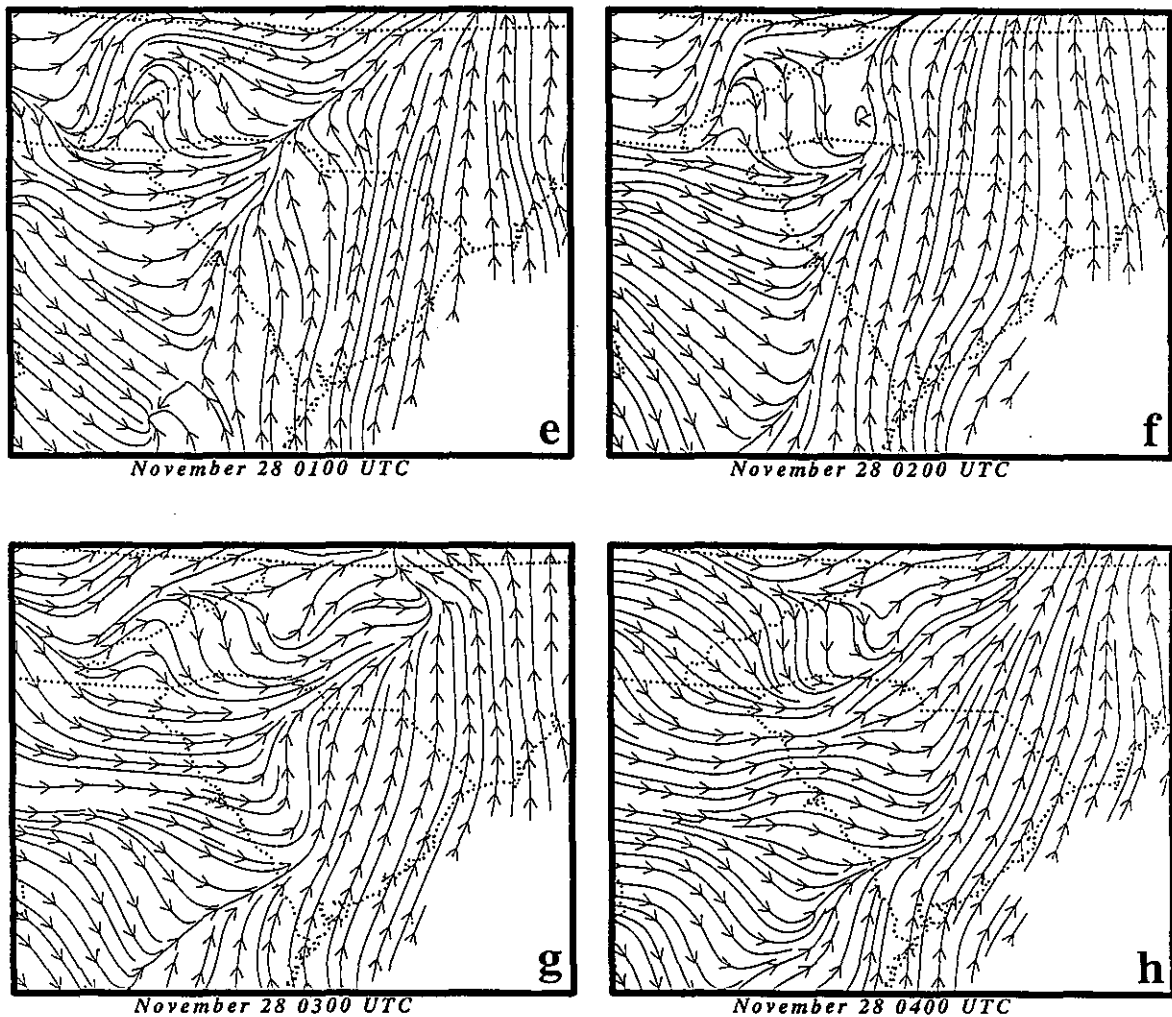 e
November 28 0100 UTC
f
November 28 0200 UTC
g
November 28 0300 UTC
h
November 28 0400 UTC